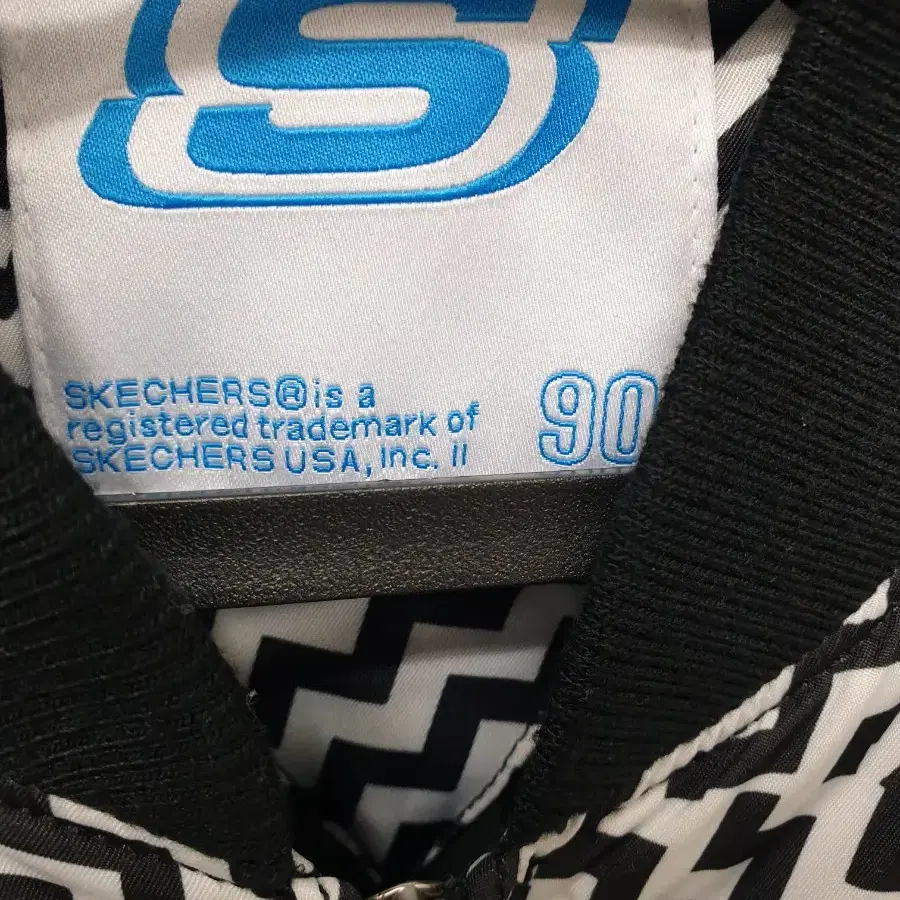 S
SKECHERS® is a
registered trademark of
SKECHERS USA, Inc. II
90